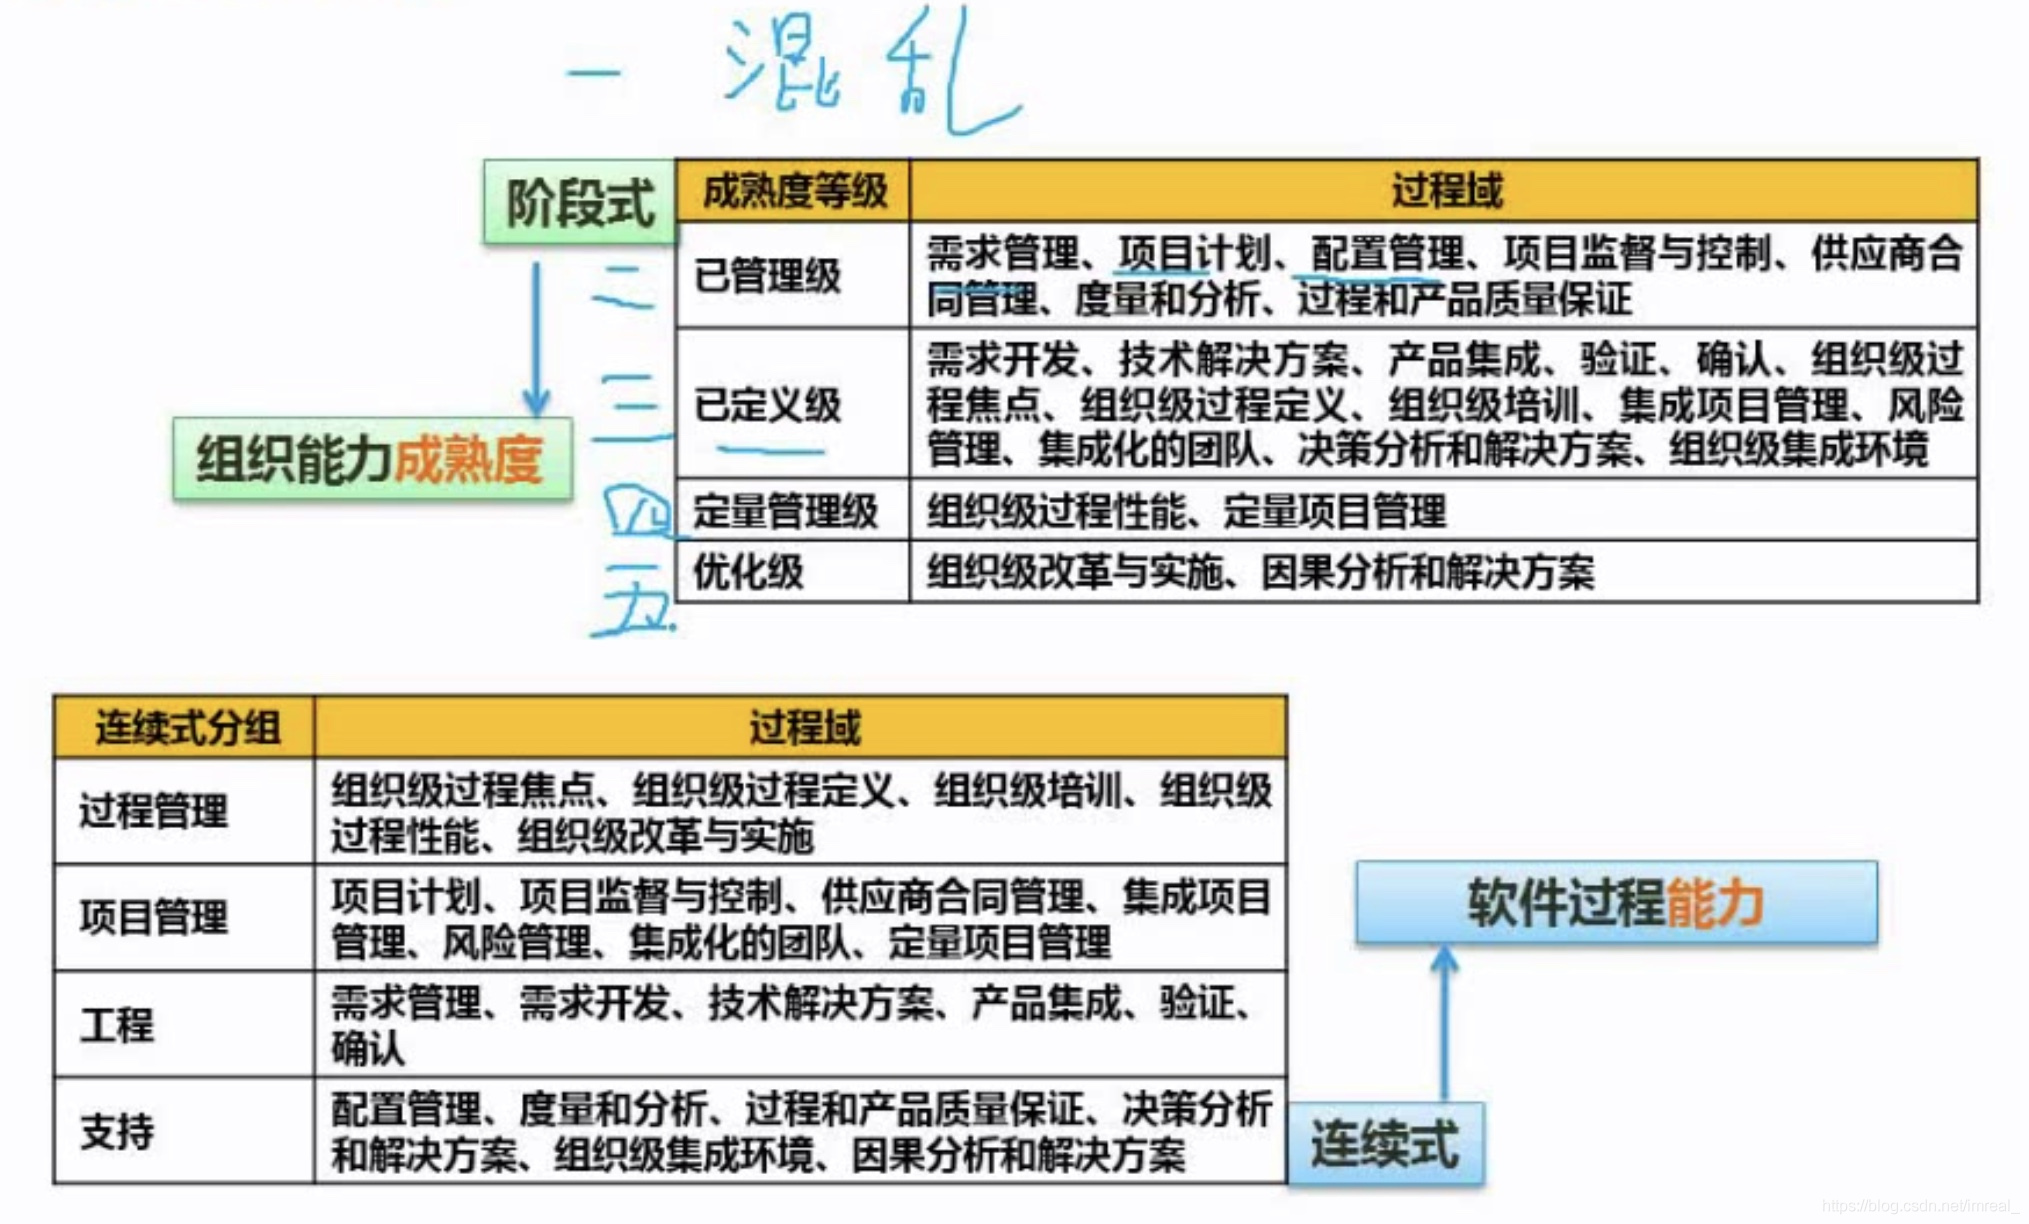 一 混乱
阶段式
成熟度等级
过程域
二
已管理级
需求管理、项目计划、配置管理、项目监督与控制、供应商合
同管理、度量和分析、过程和产品质量保证
三
已定义级
需求开发、技术解决方案、产品集成、验证、确认、组织级过
程焦点、组织级过程定义、组织级培训、集成项目管理、风险
管理、集成化的团队、决策分析和解决方案、组织级集成环境
组织能力成熟度
四
定量管理级
组织级过程性能、定量项目管理
五
优化级
组织级改革与实施、因果分析和解决方案
连续式分组
过程域
过程管理
组织级过程焦点、组织级过程定义、组织级培训、组织级
过程性能、组织级改革与实施
项目管理
项目计划、项目监督与控制、供应商合同管理、集成项目
管理、风险管理、集成化的团队、定量项目管理
工程
需求管理、需求开发、技术解决方案、产品集成、验证、
确认
支持
配置管理、度量和分析、过程和产品质量保证、决策分析
和解决方案、组织级集成环境、因果分析和解决方案
软件过程能力
连续式
https://blog.csdn.net/imreal_